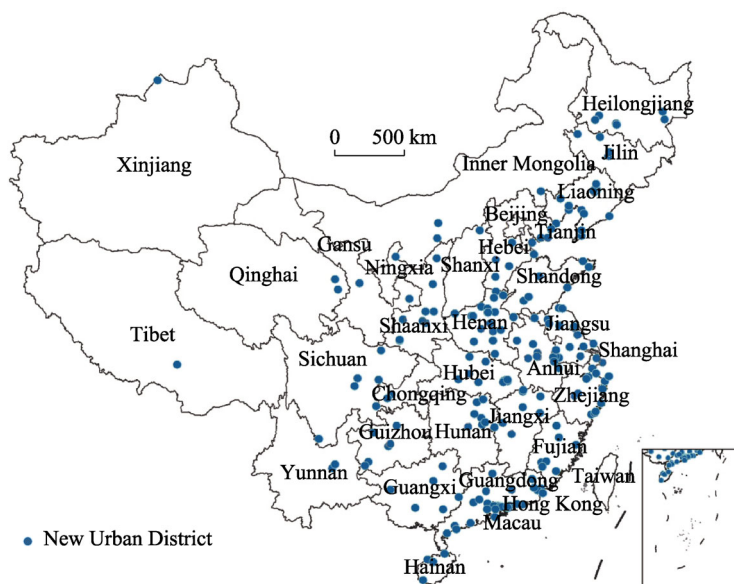 Heilongjiang
0 500 km
Jilin
Xinjiang
Inner Mongolia
Liaoning
Beijing
Tianjin
Gansu
Hebei
Ningxia
Shanxi
Qinghai
Shandong
Shaanxi
Henan
Jiangsu
Tibet
Sichuan
Shanghai
Hubei
Anhui
Chongqing
Zhejiang
Jiangxi
Guizhou
Hunan
Fujian
Yunnan
Taiwan
Guangxi
Guangdong
Hong Kong
Macau
New Urban District
Hainan